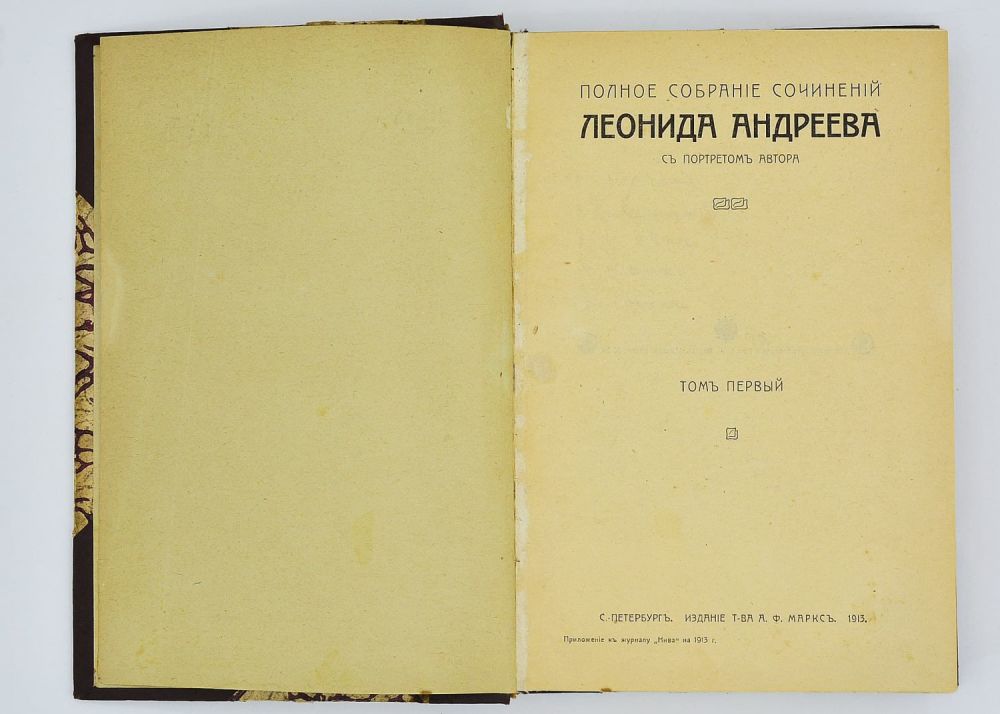 ПОЛНОЕ СОБРАНІЕ СОЧИНЕНІЙ
ЛЕОНИДА АНДРЕЕВА
СЪ ПОРТРЕТОМЪ АВТОРА
ТОМЪ ПЕРВЫЙ
С.-ПЕТЕРБУРГЪ. ИЗДАНІЕ Т-ВА А. Ф. МАРКСЪ. 1913.
Приложеніе къ журналу „Нива“ на 1913 г.